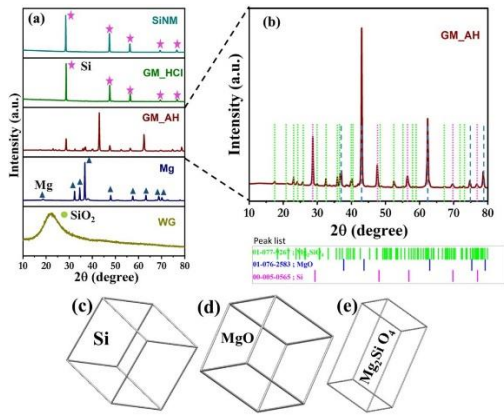 (a)
SiNM
Si
GM_HCl
GM_AH
Mg
Mg
SiO2
WG
Intensity (a.u.)
10 20 30 40 50 60 70 80
2θ (degree)
(b)
GM_AH
Intensity (a.u.)
10 20 30 40 50 60 70 80
2θ (degree)
Peak list
01-076-2583 ; MgO
00-005-0565 ; Si
(c)
Si
(d)
MgO
(e)
Mg2Si O4